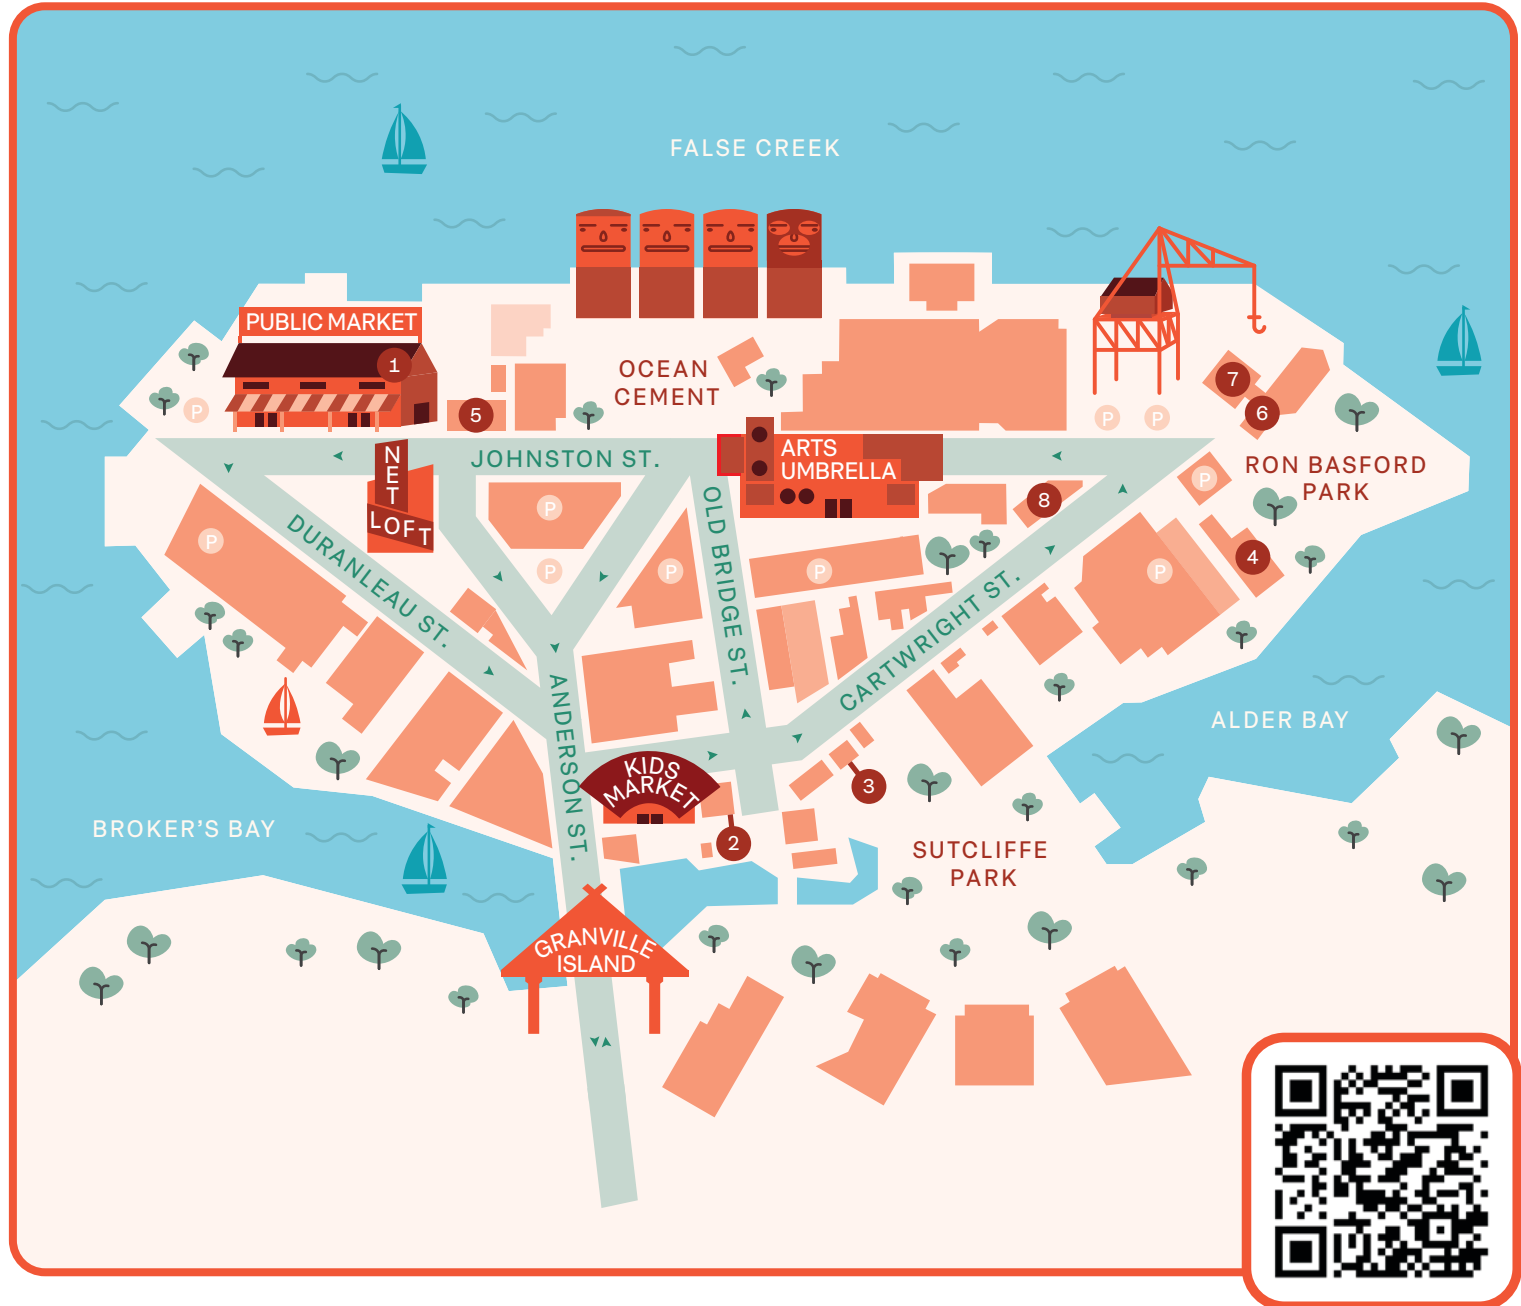 FALSE CREEK
PUBLIC MARKET
1
5
OCEAN
CEMENT
7
6
P
P
P
NET
LOFT
JOHNSTON ST.
ARTS
UMBRELLA
RON BASFORD
PARK
P
8
P
P
DURANLEAU ST.
OLD BRIDGE ST.
P
P
P
P
4
CARTWRIGHT ST.
ANDERSON ST.
ALDER BAY
KIDS
MARKET
3
2
BROKER'S BAY
SUTCLIFFE
PARK
GRANVILLE
ISLAND